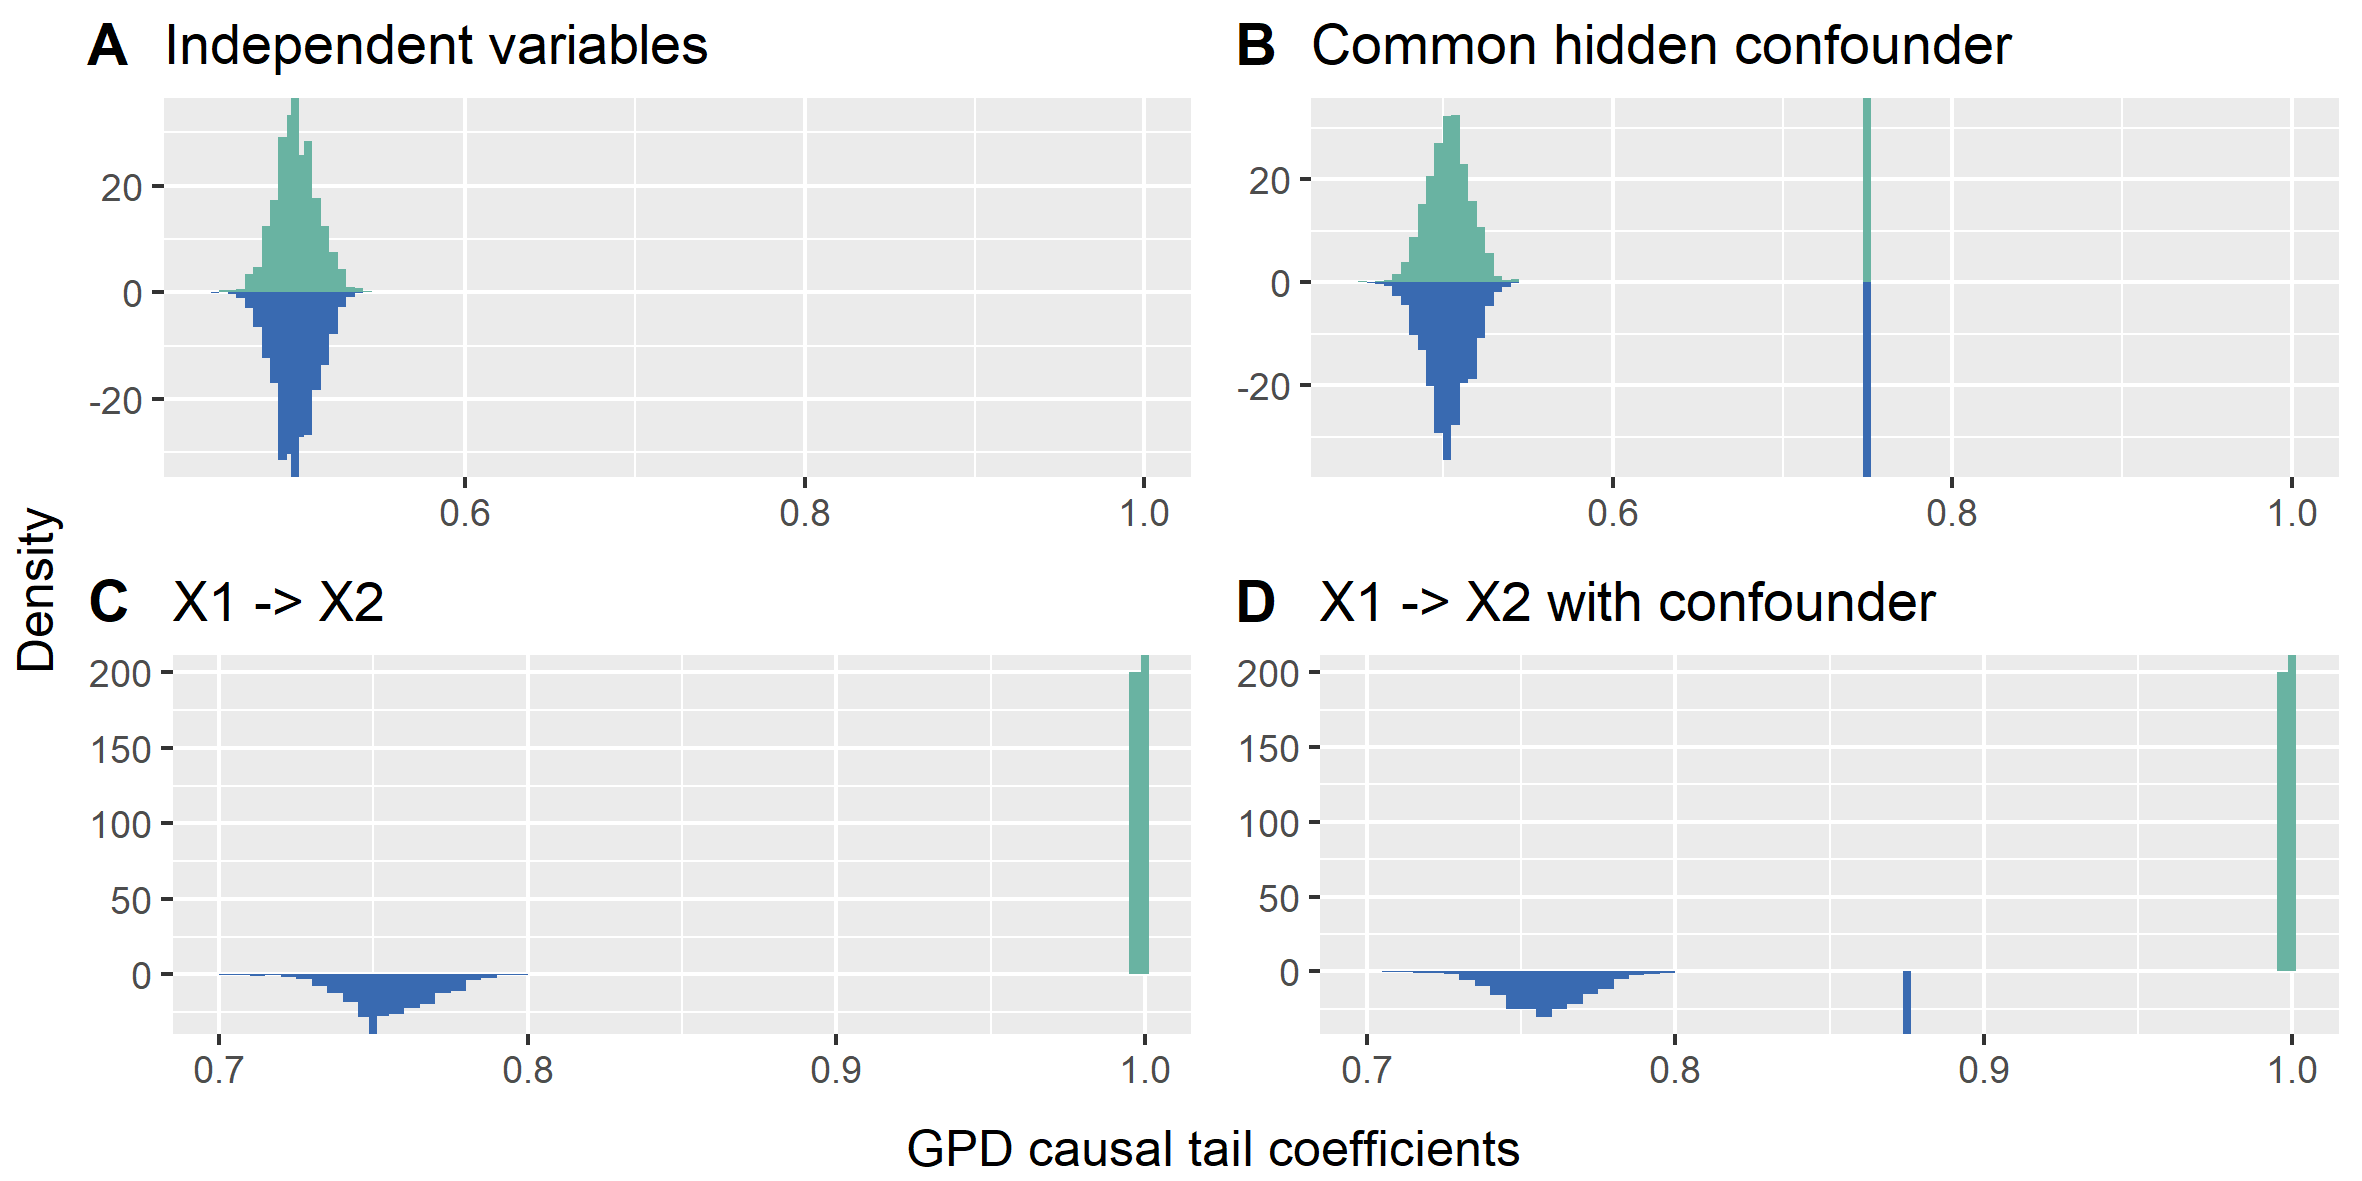 A Independent variables
B Common hidden confounder
20
0
-20
0.6 0.8 1.0
20
0
-20
0.6 0.8 1.0
Density
C X1 -> X2
D X1 -> X2 with confounder
200
150
100
50
0
0.7 0.8 0.9 1.0
200
150
100
50
0
0.7 0.8 0.9 1.0
GPD causal tail coefficients